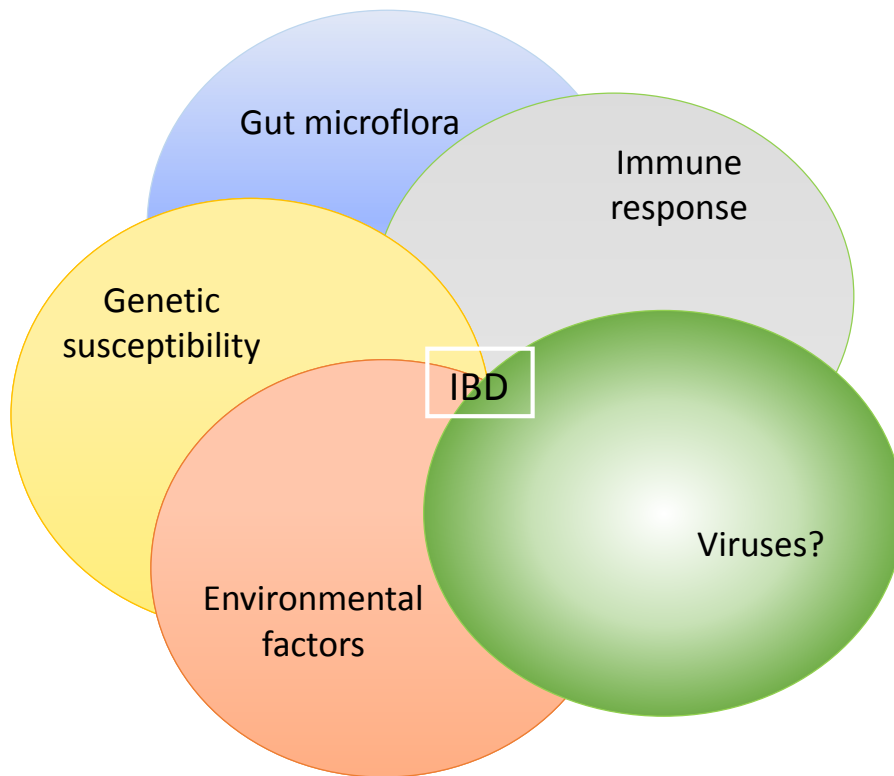 Gut microflora
Immune
response
Genetic
susceptibility
IBD
Viruses?
Environmental
factors